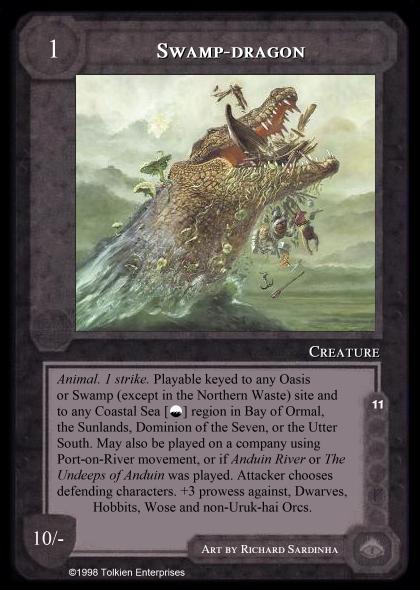 1
SWAMP-DRAGON
CREATURE
Animal. 1 strike. Playable keyed to any Oasis
or Swamp (except in the Northern Waste) site and
to any Coastal Sea [ ] region in Bay of Ormal,
the Sunlands, Dominion of the Seven, or the Utter
South. May also be played on a company using
Port-on-River movement, or if Anduin River or The
Undeeps of Anduin was played. Attacker chooses
defending characters. +3 prowess against, Dwarves,
Hobbits, Wose and non-Uruk-hai Orcs.
11
10/-
ART BY RICHARD SARDINHA
©1998 Tolkien Enterprises